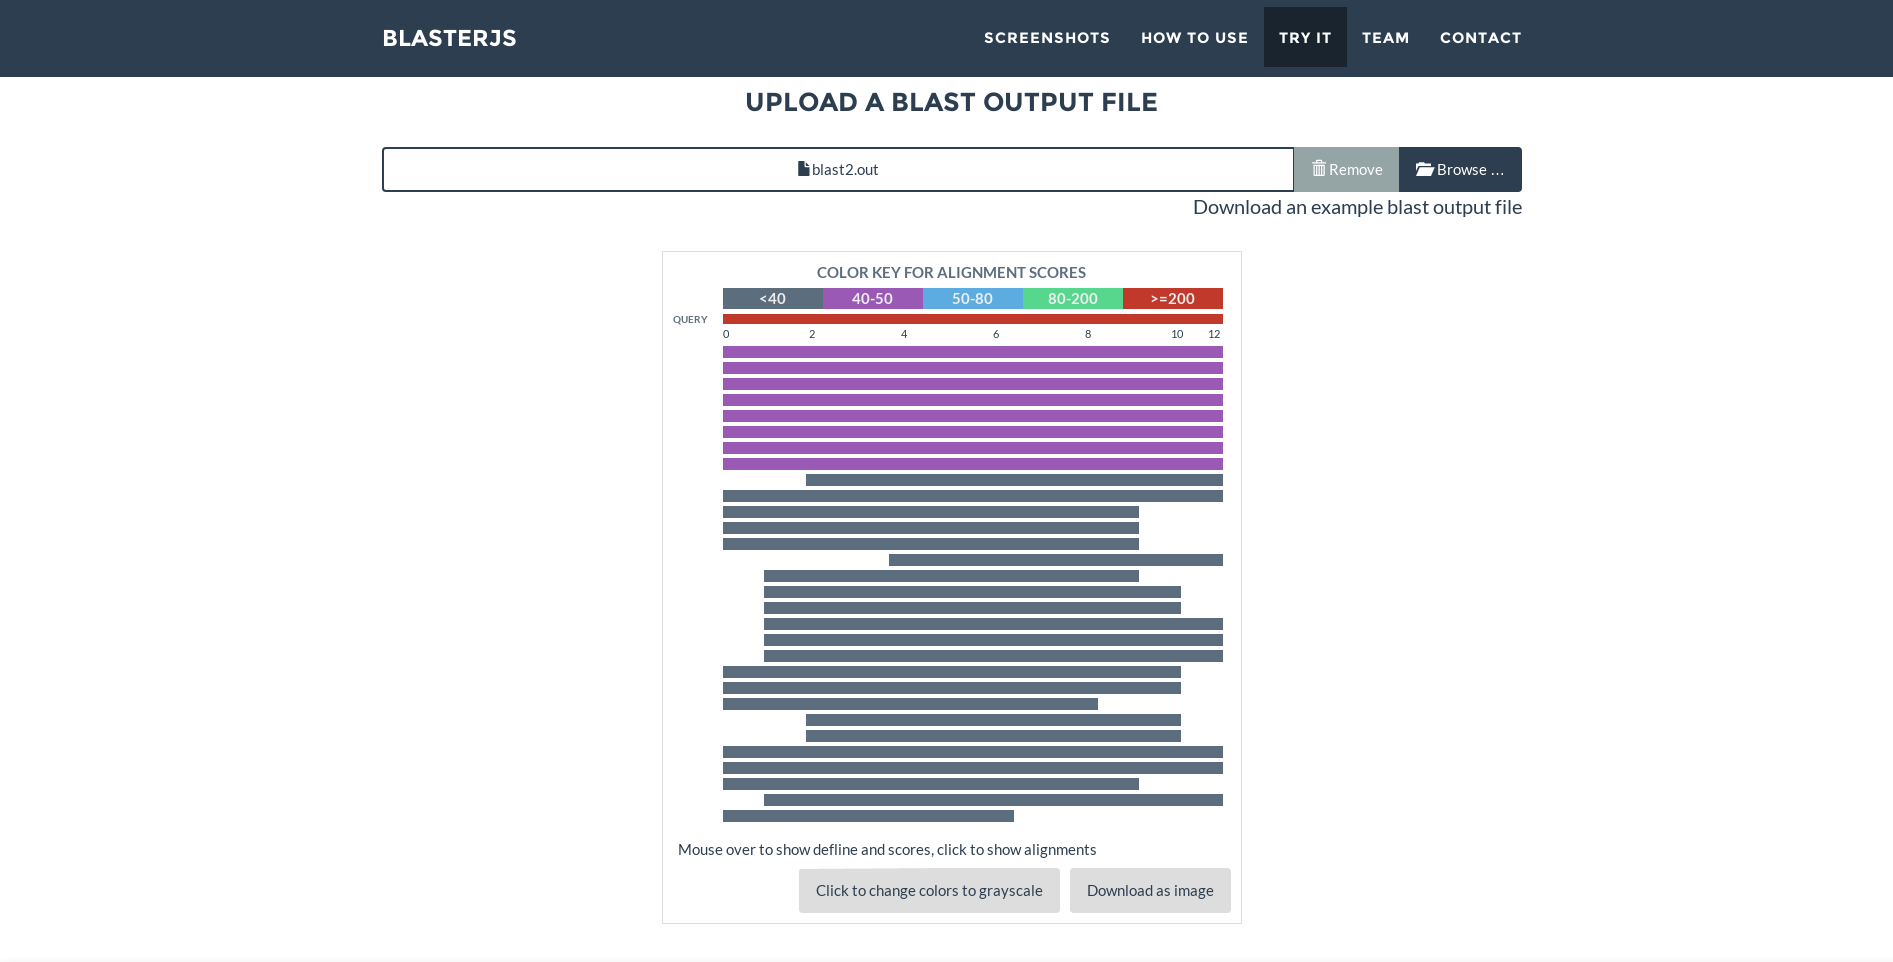 BLASTERJS
SCREENSHOTS HOW TO USE TRY IT TEAM CONTACT
UPLOAD A BLAST OUTPUT FILE
blast2.out Remove Browse ...
Download an example blast output file
COLOR KEY FOR ALIGNMENT SCORES
<40 40-50 50-80 80-200 >=200
QUERY
0 2 4 6 8 10 12
Mouse over to show defline and scores, click to show alignments
Click to change colors to grayscale Download as image